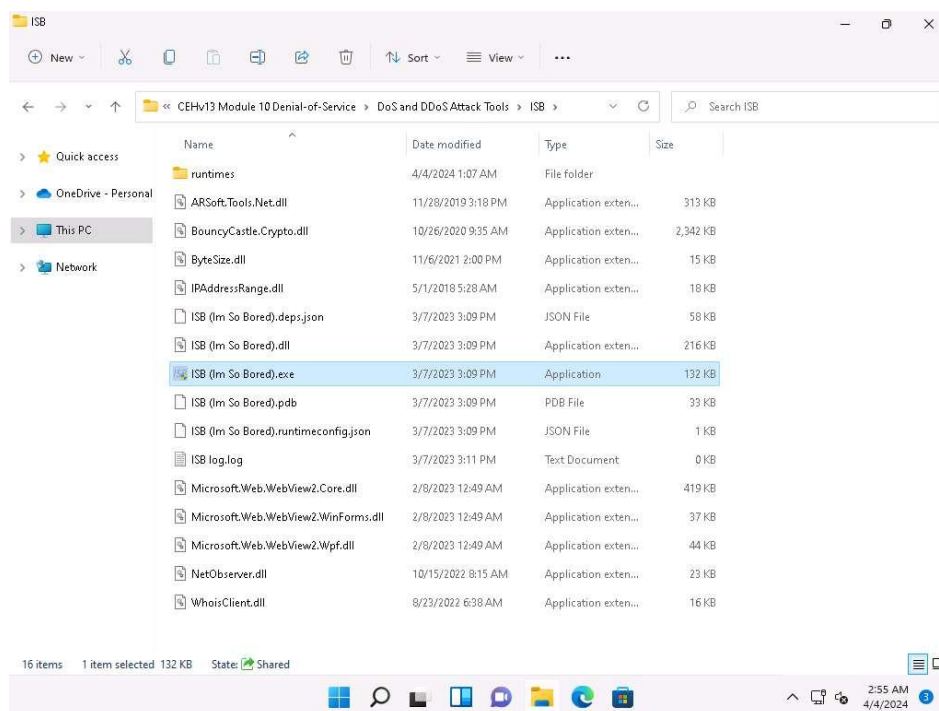 ISB
New
Sort
View
« CEHv13 Module 10 Denial-of-Service > DoS and DDoS Attack Tools > ISB >
Search ISB
Name Date modified Type Size
Quick access
OneDrive - Personal
This PC
Network
runtimes 4/4/2024 1:07 AM File folder
ARSoft.Tools.Net.dll 11/28/2019 3:18 PM Application exten... 313 KB
BouncyCastle.Crypto.dll 10/26/2020 9:35 AM Application exten... 2,342 KB
ByteSize.dll 11/6/2021 2:00 PM Application exten... 15 KB
IPAddressRange.dll 5/1/2018 5:28 AM Application exten... 18 KB
ISB (Im So Bored).deps.json 3/7/2023 3:09 PM JSON File 58 KB
ISB (Im So Bored).dll 3/7/2023 3:09 PM Application exten... 216 KB
ISB (Im So Bored).exe 3/7/2023 3:09 PM Application 132 KB
ISB (Im So Bored).pdb 3/7/2023 3:09 PM PDB File 33 KB
ISB (Im So Bored).runtimeconfig.json 3/7/2023 3:09 PM JSON File 1 KB
ISB log.log 3/7/2023 3:11 PM Text Document 0 KB
Microsoft.Web.WebView2.Core.dll 2/8/2023 12:49 AM Application exten... 419 KB
Microsoft.Web.WebView2.WinForms.dll 2/8/2023 12:49 AM Application exten... 37 KB
Microsoft.Web.WebView2.Wpf.dll 2/8/2023 12:49 AM Application exten... 44 KB
NetObserver.dll 10/15/2022 8:15 AM Application exten... 23 KB
WhoisClient.dll 8/23/2022 6:38 AM Application exten... 16 KB
16 items 1 item selected 132 KB State: Shared
2:55 AM
4/4/2024
3